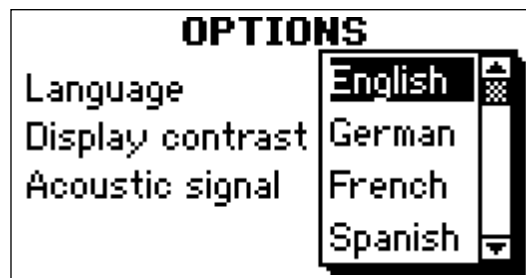 OPTIONS
Language
Display contrast
Acoustic signal
English
German
French
Spanish